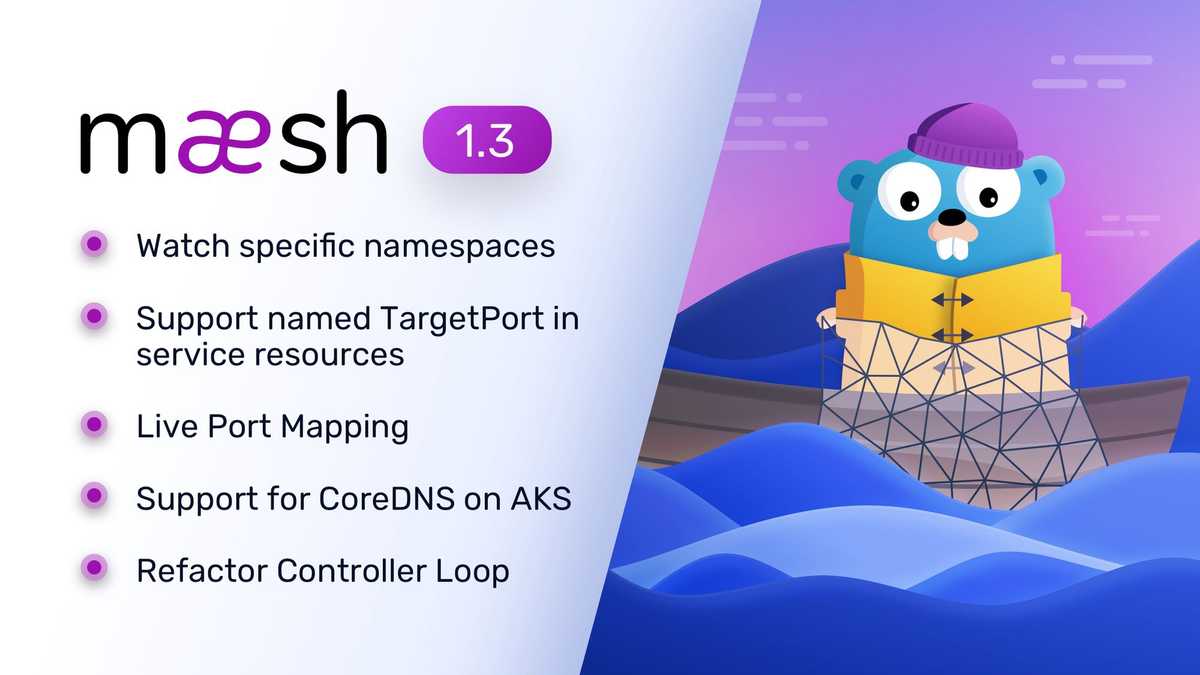 mæsh 1.3
Watch specific namespaces
Support named TargetPort in
service resources
Live Port Mapping
Support for CoreDNS on AKS
Refactor Controller Loop